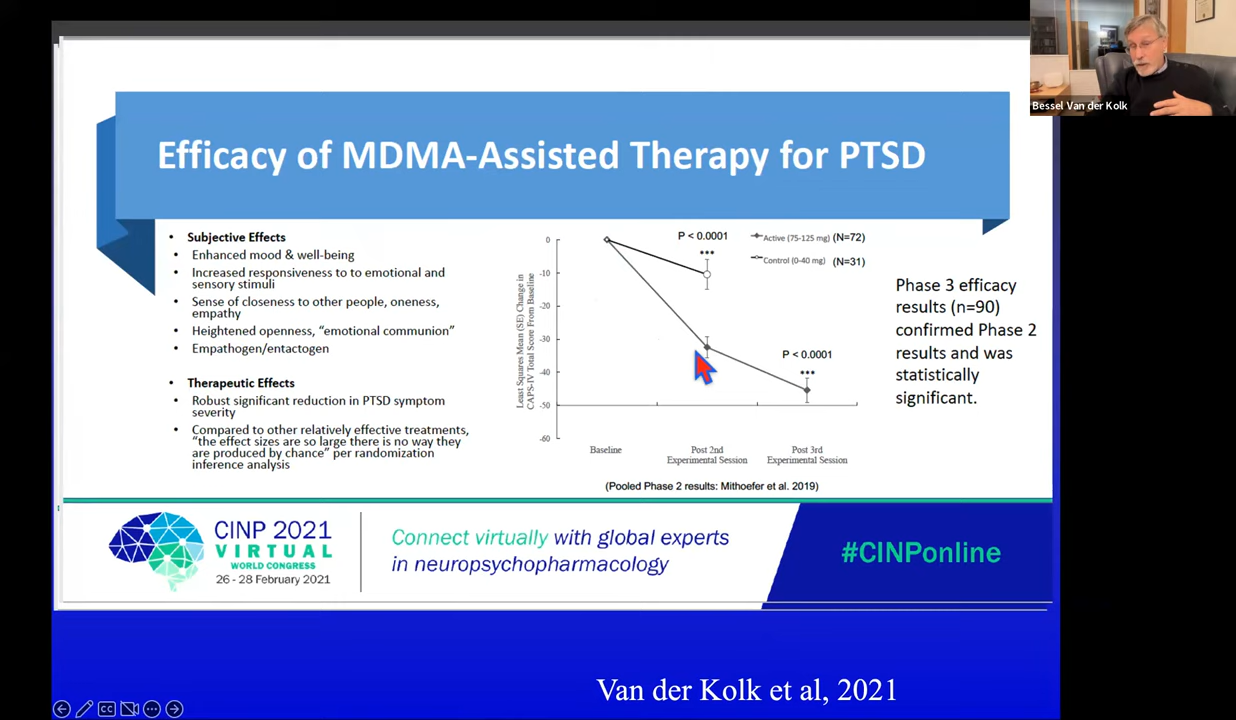 Bessel Van der Kolk
Efficacy of MDMA-Assisted Therapy for PTSD
• Subjective Effects
• Enhanced mood & well-being
• Increased responsiveness to to emotional and
sensory stimuli
• Sense of closeness to other people, oneness,
empathy
• Heightened openness, “emotional communion”
• Empathogen/entactogen
• Therapeutic Effects
• Robust significant reduction in PTSD symptom
severity
• Compared to other relatively effective treatments,
“the effect sizes are so large there is no way they
are produced by chance” per randomization
inference analysis
Least Squares Mean (SE) Change in
CAPS-IV Total Score From Baseline
0
-10
-20
-30
-40
-50
-60
P < 0.0001
***
Active (75-125 mg) (N=72)
Control (0-40 mg) (N=31)
P < 0.0001
***
Baseline
Post 2nd
Experimental Session
Post 3rd
Experimental Session
(Pooled Phase 2 results: Mithoefer et al. 2019)
Phase 3 efficacy
results (n=90)
confirmed Phase 2
results and was
statistically
significant.
CINP 2021
VIRTUAL
WORLD CONGRESS
26 - 28 February 2021
Connect virtually with global experts
in neuropsychopharmacology
#CINPonline
Van der Kolk et al, 2021
CC